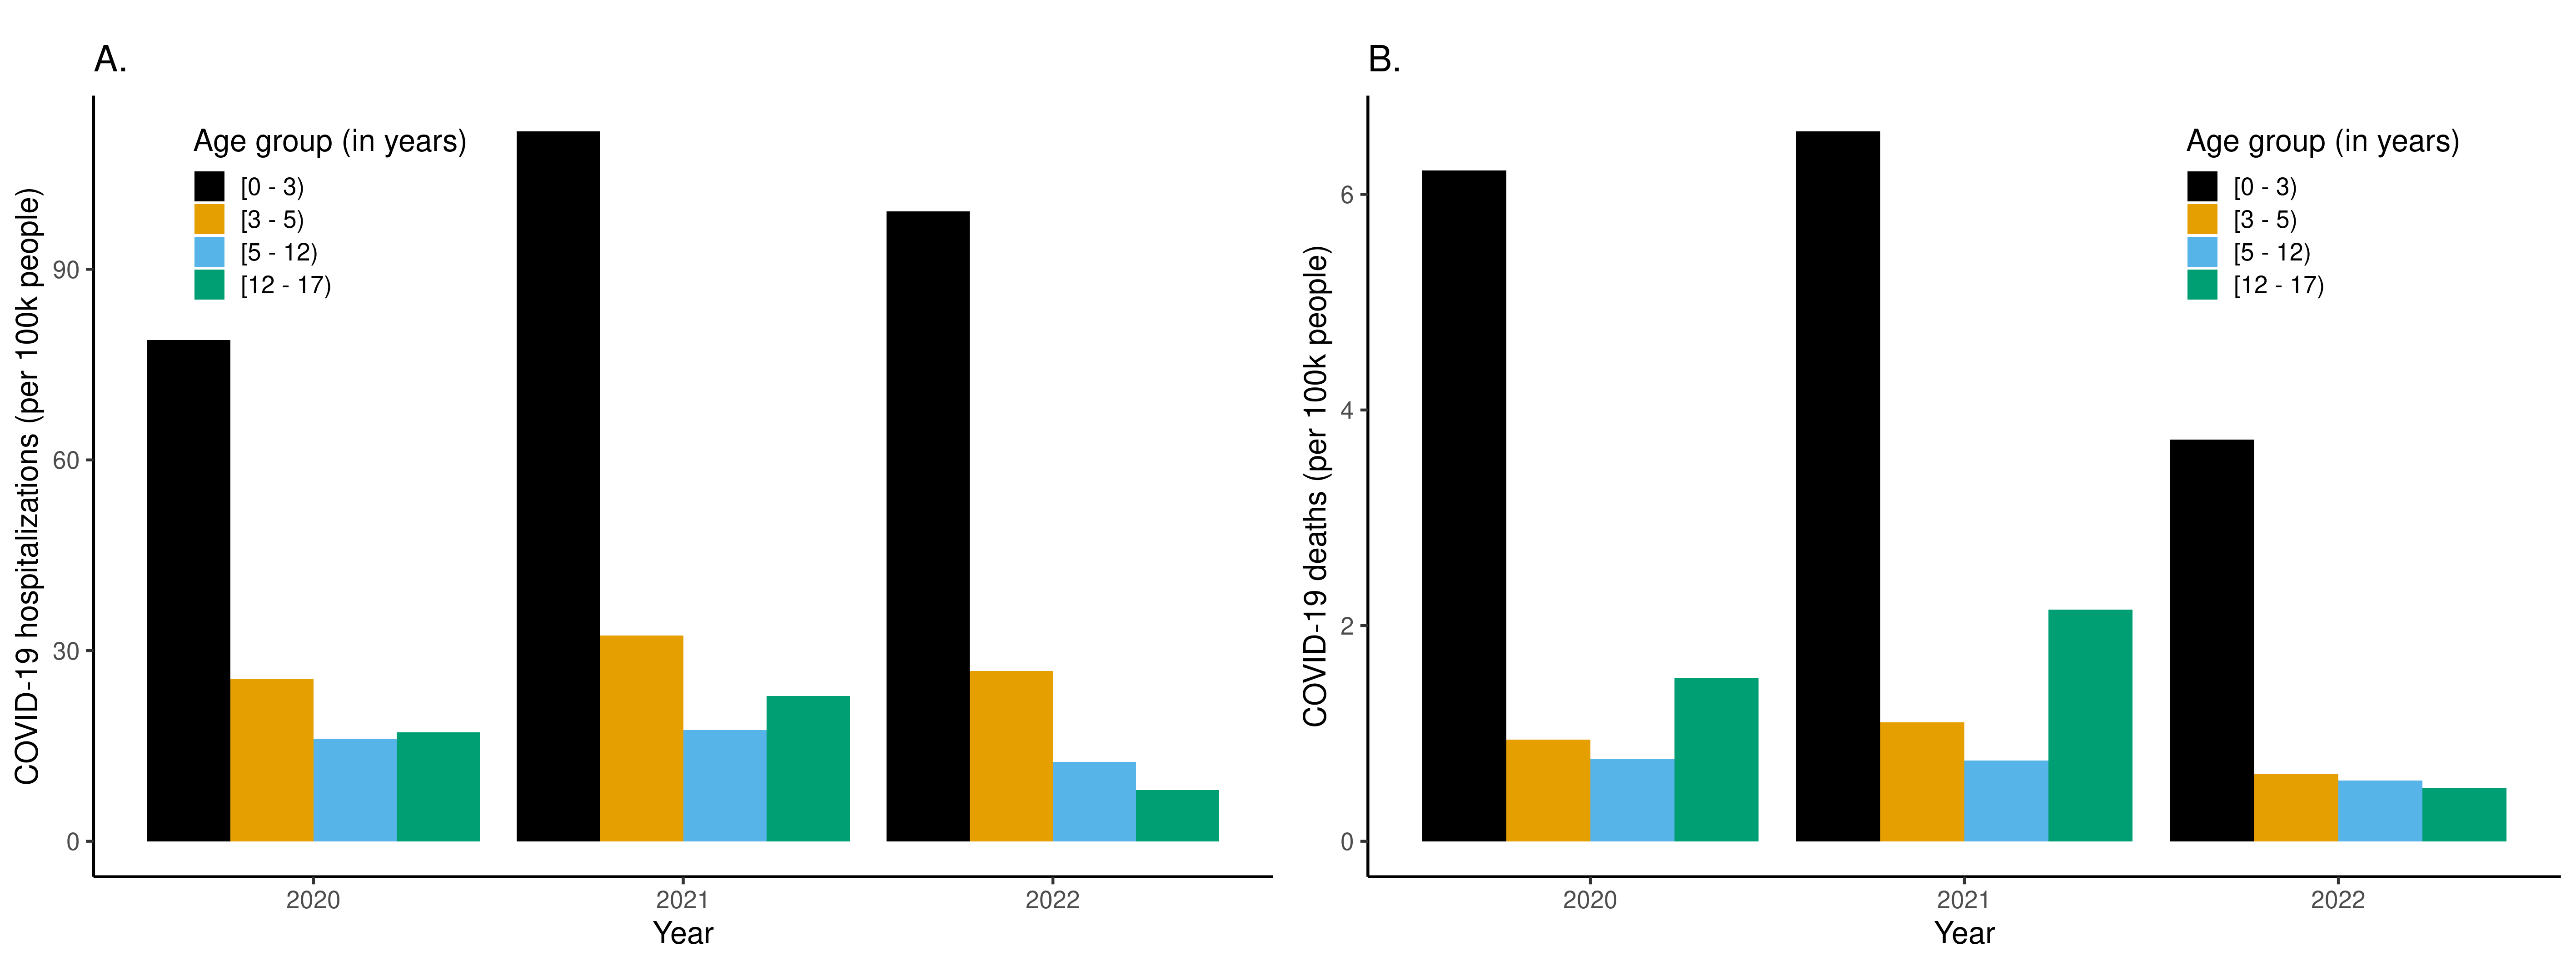 A.
COVID-19 hospitalizations (per 100k people)
Age group (in years)
[0 - 3)
[3 - 5)
[5 - 12)
[12 - 17)
90
60
30
0
2020 2021 2022
Year
B.
COVID-19 deaths (per 100k people)
Age group (in years)
[0 - 3)
[3 - 5)
[5 - 12)
[12 - 17)
6
4
2
0
2020 2021 2022
Year